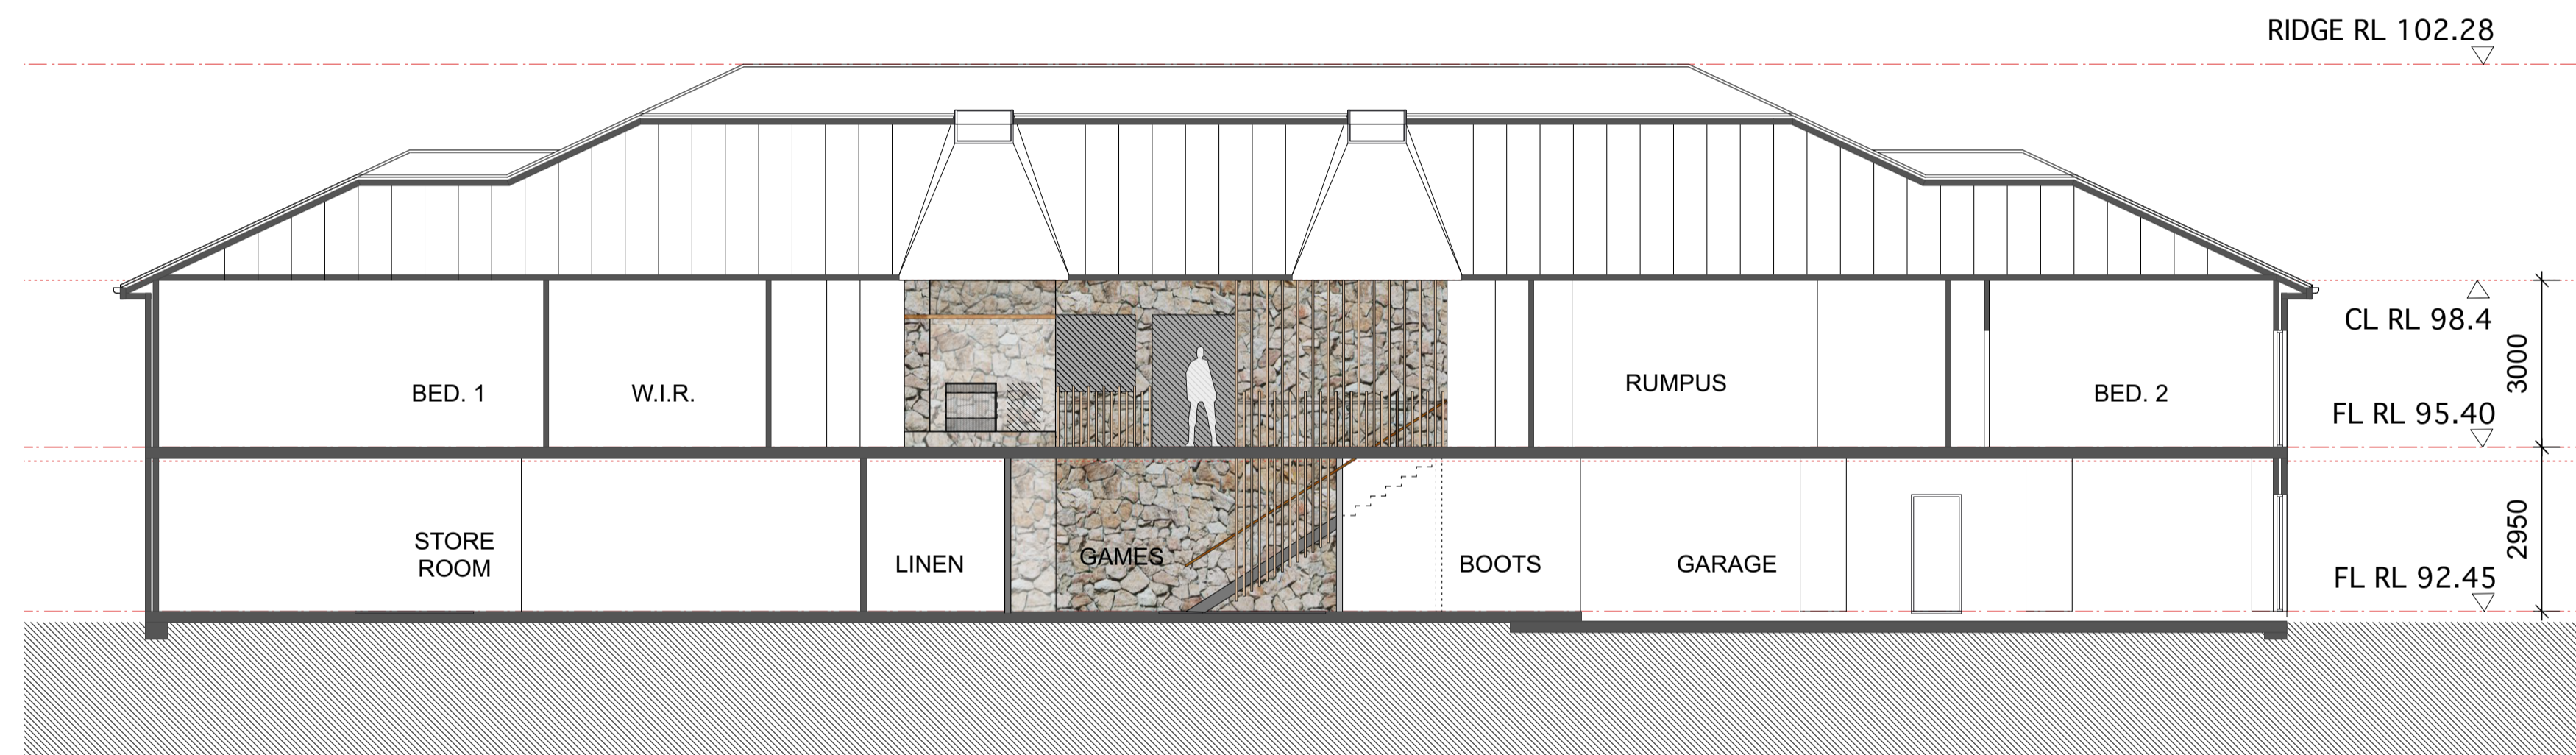 RIDGE RL 102.28
CL RL 98.4
3000
BED. 1
W.I.R.
RUMPUS
BED. 2
FL RL 95.40
STORE
ROOM
LINEN
GAMES
BOOTS
GARAGE
2950
FL RL 92.45